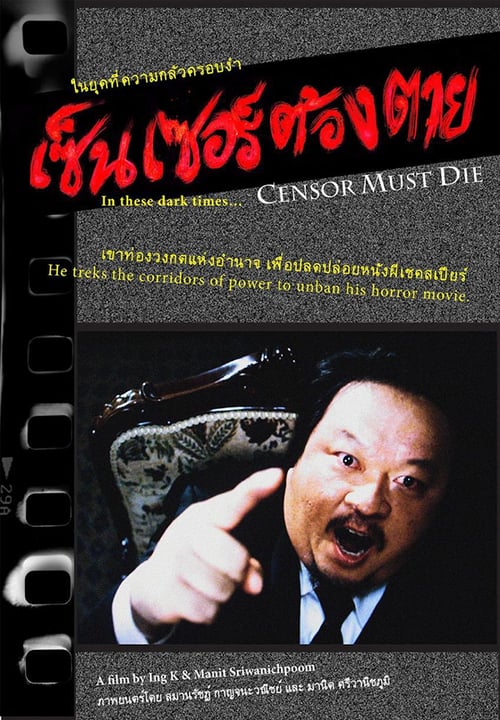 ในยุคที่ความกลัวครอบงำ
เซ็นเซอร์ต้องตาย
In these dark times...
CENSOR MUST DIE
เขาท่องวงกตแห่งอำนาจ เพื่อปลดปล่อยหนังผีเชคสเปียร์
He treks the corridors of power to unban his horror movie.
29A
A film by Ing K & Manit Sriwanichpoom
ภาพยนตร์โดย สมานรัชฎ์ กาญจนะวณิชย์ และ มานิต ศรีวานิชภูมิ